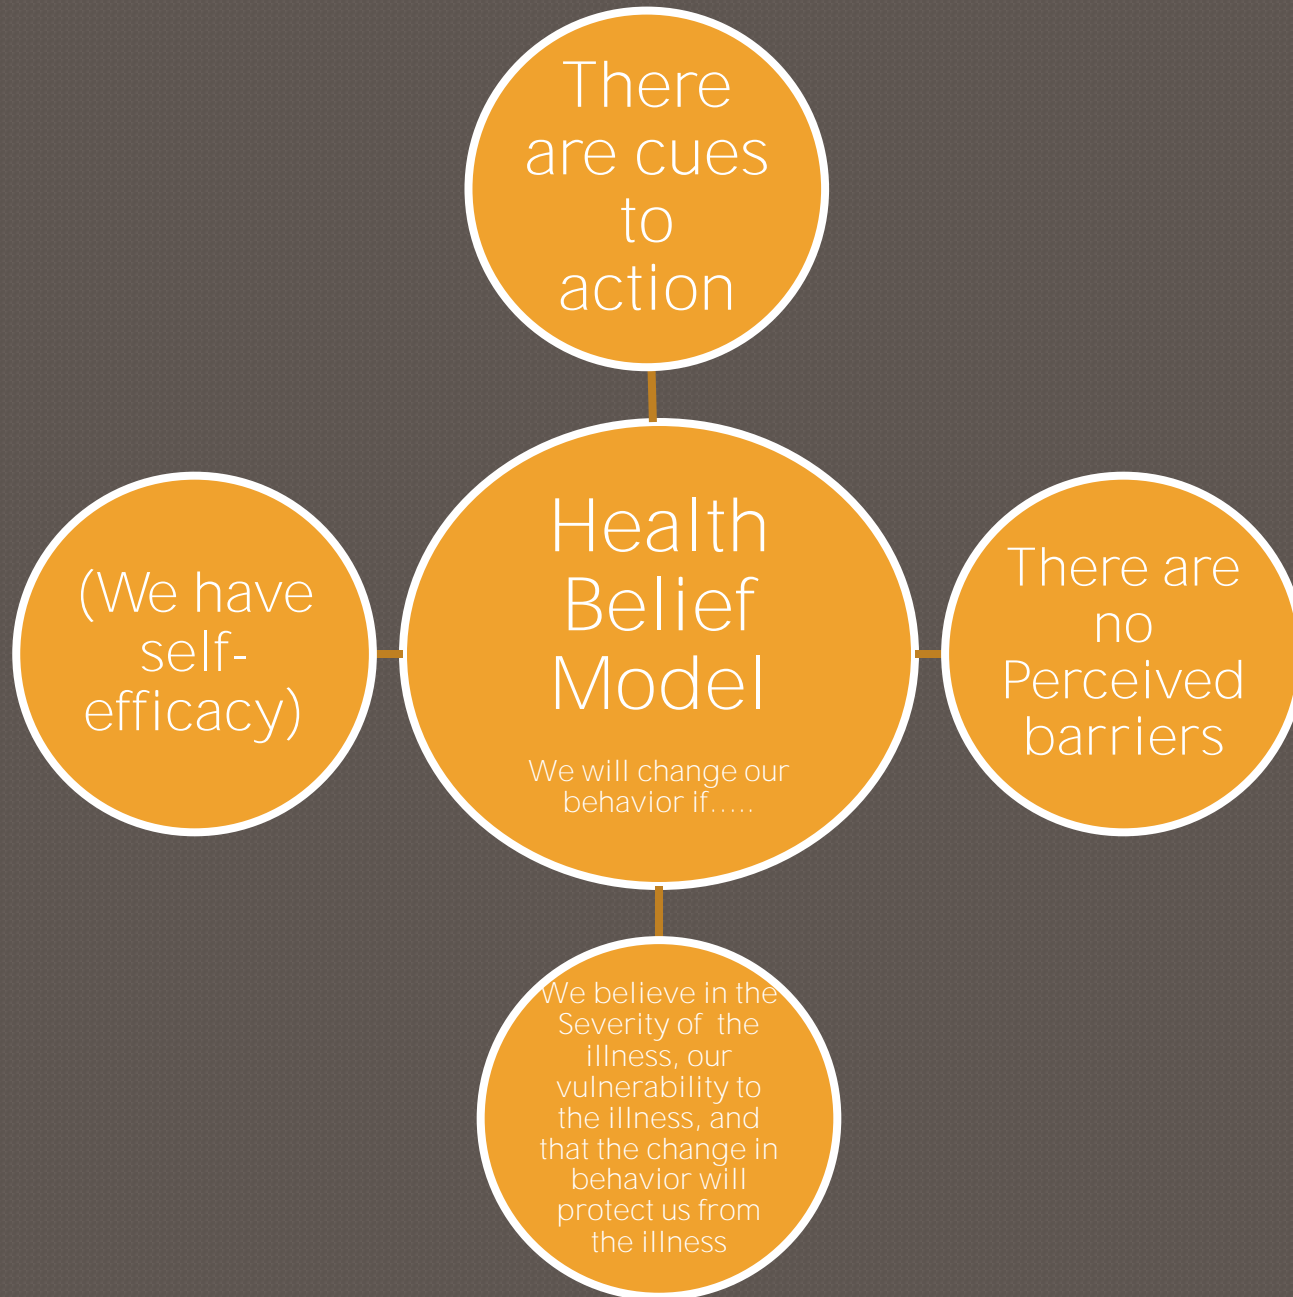 There
are cues
to
action
(We have
self-
efficacy)
Health
Belief
Model
We will change our
behavior if.....
There are
no
Perceived
barriers
We believe in the
Severity of  the
illness, our
vulnerability to
the illness, and
that the change in
behavior will
protect us from
the illness